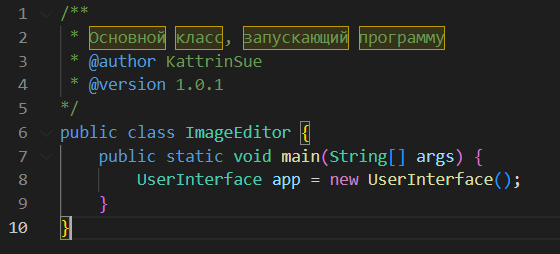 1 /**
2 * Основной класс, запускающий программу
3 * @author KattrinSue
4 * @version 1.0.1
5 */
6 public class ImageEditor {
7 public static void main(String[] args) {
8 UserInterface app = new UserInterface();
9 }
10 }